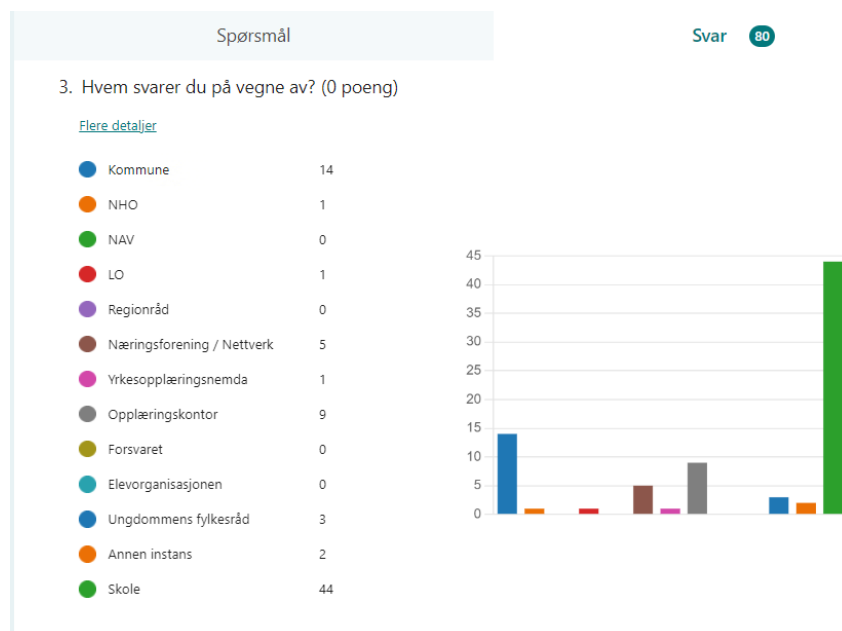 Spørsmål
Svar 80
3. Hvem svarer du på vegne av? (0 poeng)
Flere detaljer
Kommune 14
NHO 1
NAV 0
LO 1
Regionråd 0
Næringsforening / Nettverk 5
Yrkesopplæringsnemda 1
Opplæringskontor 9
Forsvaret 0
Elevorganisasjonen 0
Ungdommens fylkesråd 3
Annen instans 2
Skole 44
45
40
35
30
25
20
15
10
5
0